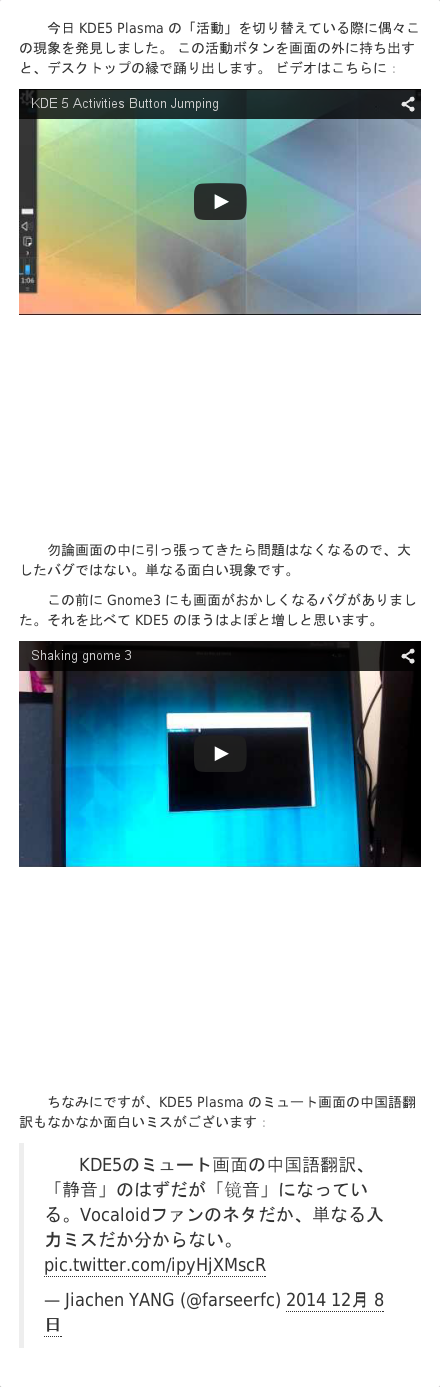 今日 KDE5 Plasma の「活動」を切り替えている際に偶々こ
の現象を発見しました。 この活動ボタンを画面の外に持ち出す
と、デスクトップの縁で踊り出します。 ビデオはこちらに：
KDE 5 Activities Button Jumping
1:06
勿論画面の中に引っ張ってきたら問題はなくなるので、大
したバグではない。単なる面白い現象です。
この前に Gnome3 にも画面がおかしくなるバグがありまし
た。それを比べて KDE5 のほうはよぽと増しと思います。
Shaking gnome 3
ちなみにですが、KDE5 Plasma のミュート画面の中国語翻
訳もなかなか面白いミスがございます：
KDE5のミュート画面の中国語翻訳、
「静音」のはずだが「镜音」になってい
る。Vocaloidファンのネタだか、単なる入
力ミスだか分からない。
pic.twitter.com/ipyHjXMscR
— Jiachen YANG (@farseerfc) 2014 12月 8
日